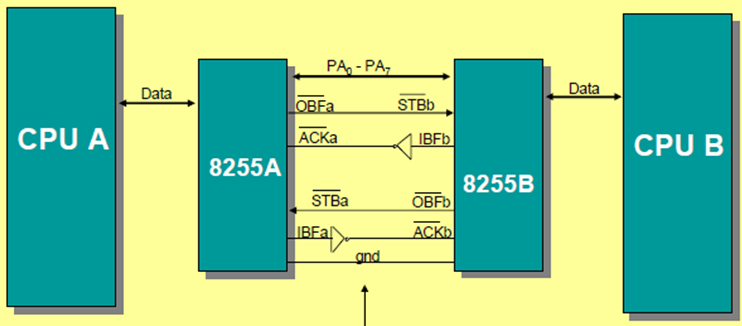 CPU A
Data
8255A
PA0 - PA7
OBFa
STBb
ACKa
IBFb
STBa
OBFb
IBFa
ACKb
gnd
8255B
Data
CPU B